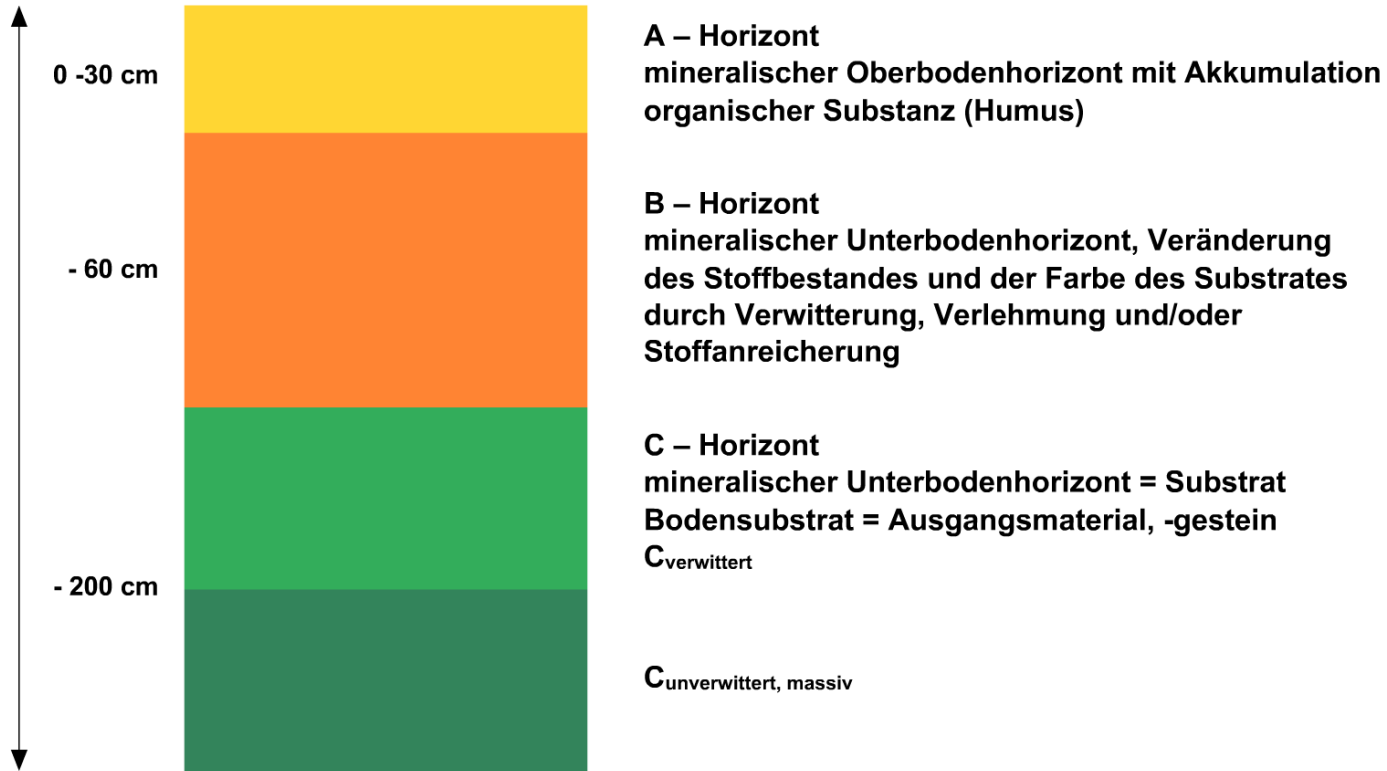 0 -30 cm
A – Horizont
mineralischer Oberbodenhorizont mit Akkumulation
organischer Substanz (Humus)
- 60 cm
B – Horizont
mineralischer Unterbodenhorizont, Veränderung
des Stoffbestandes und der Farbe des Substrates
durch Verwitterung, Verlehmung und/oder
Stoffanreicherung
C – Horizont
mineralischer Unterbodenhorizont = Substrat
Bodensubstrat = Ausgangsmaterial, -gestein
Cverwittert
- 200 cm
Cunverwittert, massiv